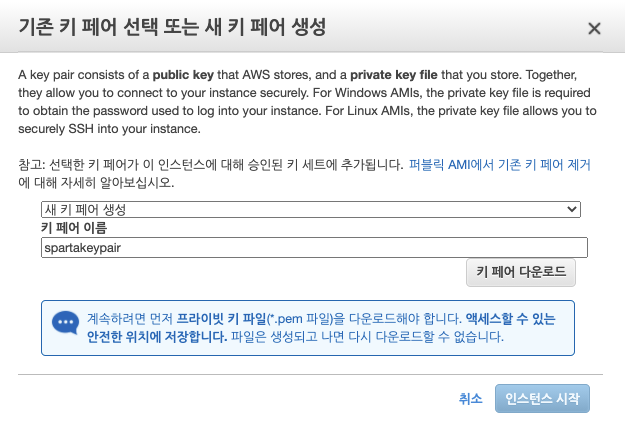 기존 키 페어 선택 또는 새 키 페어 생성
A key pair consists of a public key that AWS stores, and a private key file that you store. Together,
they allow you to connect to your instance securely. For Windows AMIs, the private key file is required
to obtain the password used to log into your instance. For Linux AMIs, the private key file allows you to
securely SSH into your instance.
참고: 선택한 키 페어가 이 인스턴스에 대해 승인된 키 세트에 추가됩니다. 퍼블릭 AMI에서 기존 키 페어 제거
에 대해 자세히 알아보십시오.
새 키 페어 생성
키 페어 이름
spartakeypair
키 페어 다운로드
계속하려면 먼저 프라이빗 키 파일(*.pem 파일)을 다운로드해야 합니다. 액세스할 수 있는
안전한 위치에 저장합니다. 파일은 생성되고 나면 다시 다운로드할 수 없습니다.
취소 인스턴스 시작